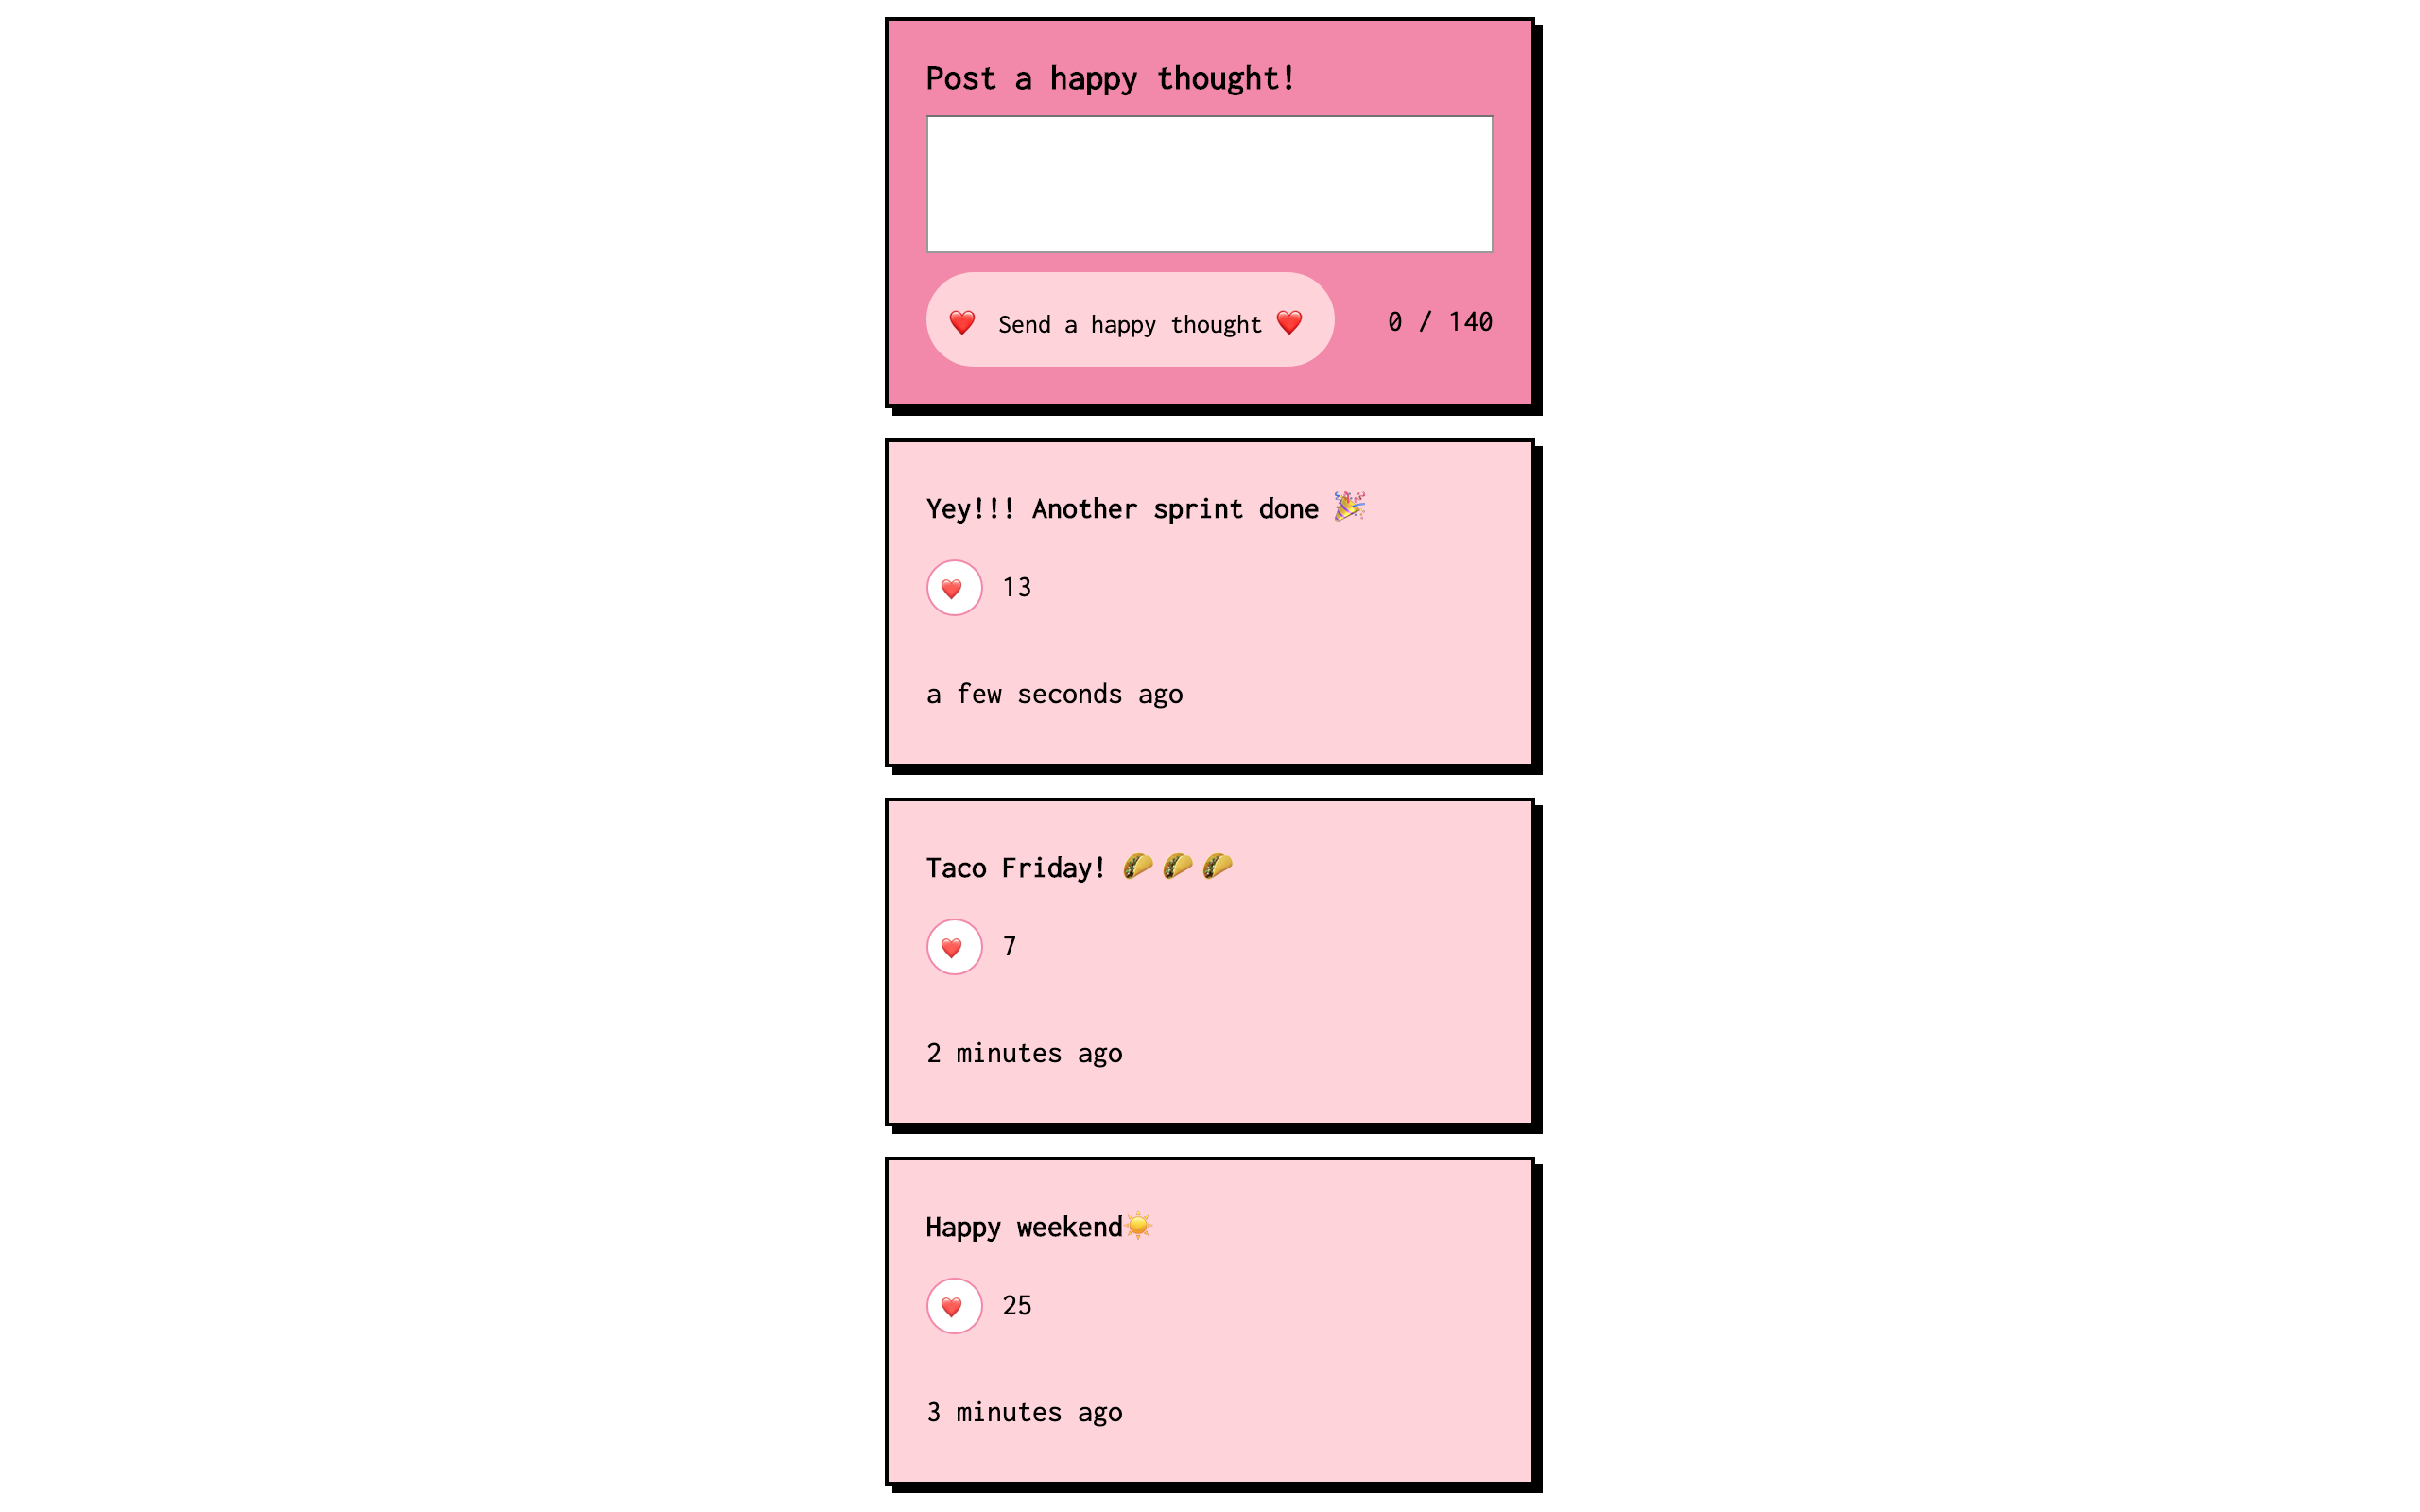 Post a happy thought!
❤️ Send a happy thought ❤️
0 / 140
Yey!!! Another sprint done 🎉
❤️ 13
a few seconds ago
Taco Friday! 🌮 🌮 🌮
❤️ 7
2 minutes ago
Happy weekend☀️
❤️ 25
3 minutes ago